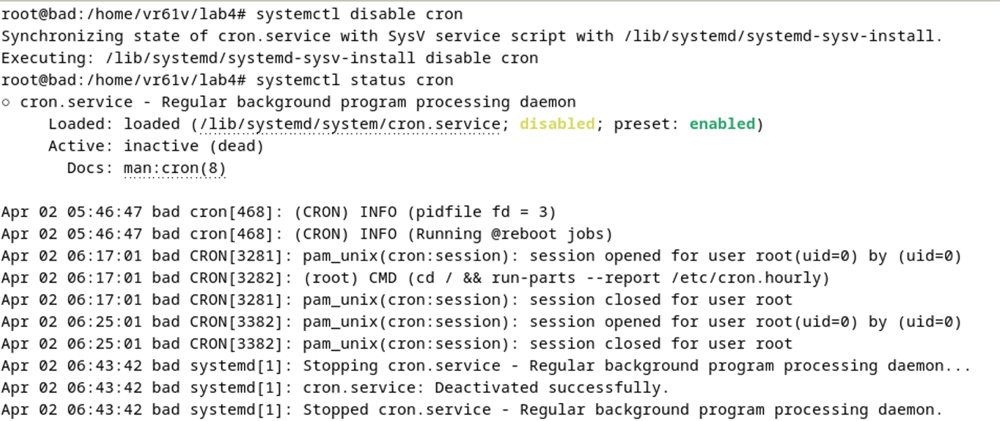 root@bad:/home/vr61v/lab4# systemctl disable cron
Synchronizing state of cron.service with SysV service script with /lib/systemd/systemd-sysv-install.
Executing: /lib/systemd/systemd-sysv-install disable cron
root@bad:/home/vr61v/lab4# systemctl status cron
○ cron.service - Regular background program processing daemon
     Loaded: loaded (/lib/systemd/system/cron.service; disabled; preset: enabled)
     Active: inactive (dead)
       Docs: man:cron(8)

Apr 02 05:46:47 bad cron[468]: (CRON) INFO (pidfile fd = 3)
Apr 02 05:46:47 bad cron[468]: (CRON) INFO (Running @reboot jobs)
Apr 02 06:17:01 bad CRON[3281]: pam_unix(cron:session): session opened for user root(uid=0) by (uid=0)
Apr 02 06:17:01 bad CRON[3282]: (root) CMD (cd / && run-parts --report /etc/cron.hourly)
Apr 02 06:17:01 bad CRON[3281]: pam_unix(cron:session): session closed for user root
Apr 02 06:25:01 bad CRON[3382]: pam_unix(cron:session): session opened for user root(uid=0) by (uid=0)
Apr 02 06:25:01 bad CRON[3382]: pam_unix(cron:session): session closed for user root
Apr 02 06:43:42 bad systemd[1]: Stopping cron.service - Regular background program processing daemon...
Apr 02 06:43:42 bad systemd[1]: cron.service: Deactivated successfully.
Apr 02 06:43:42 bad systemd[1]: Stopped cron.service - Regular background program processing daemon.